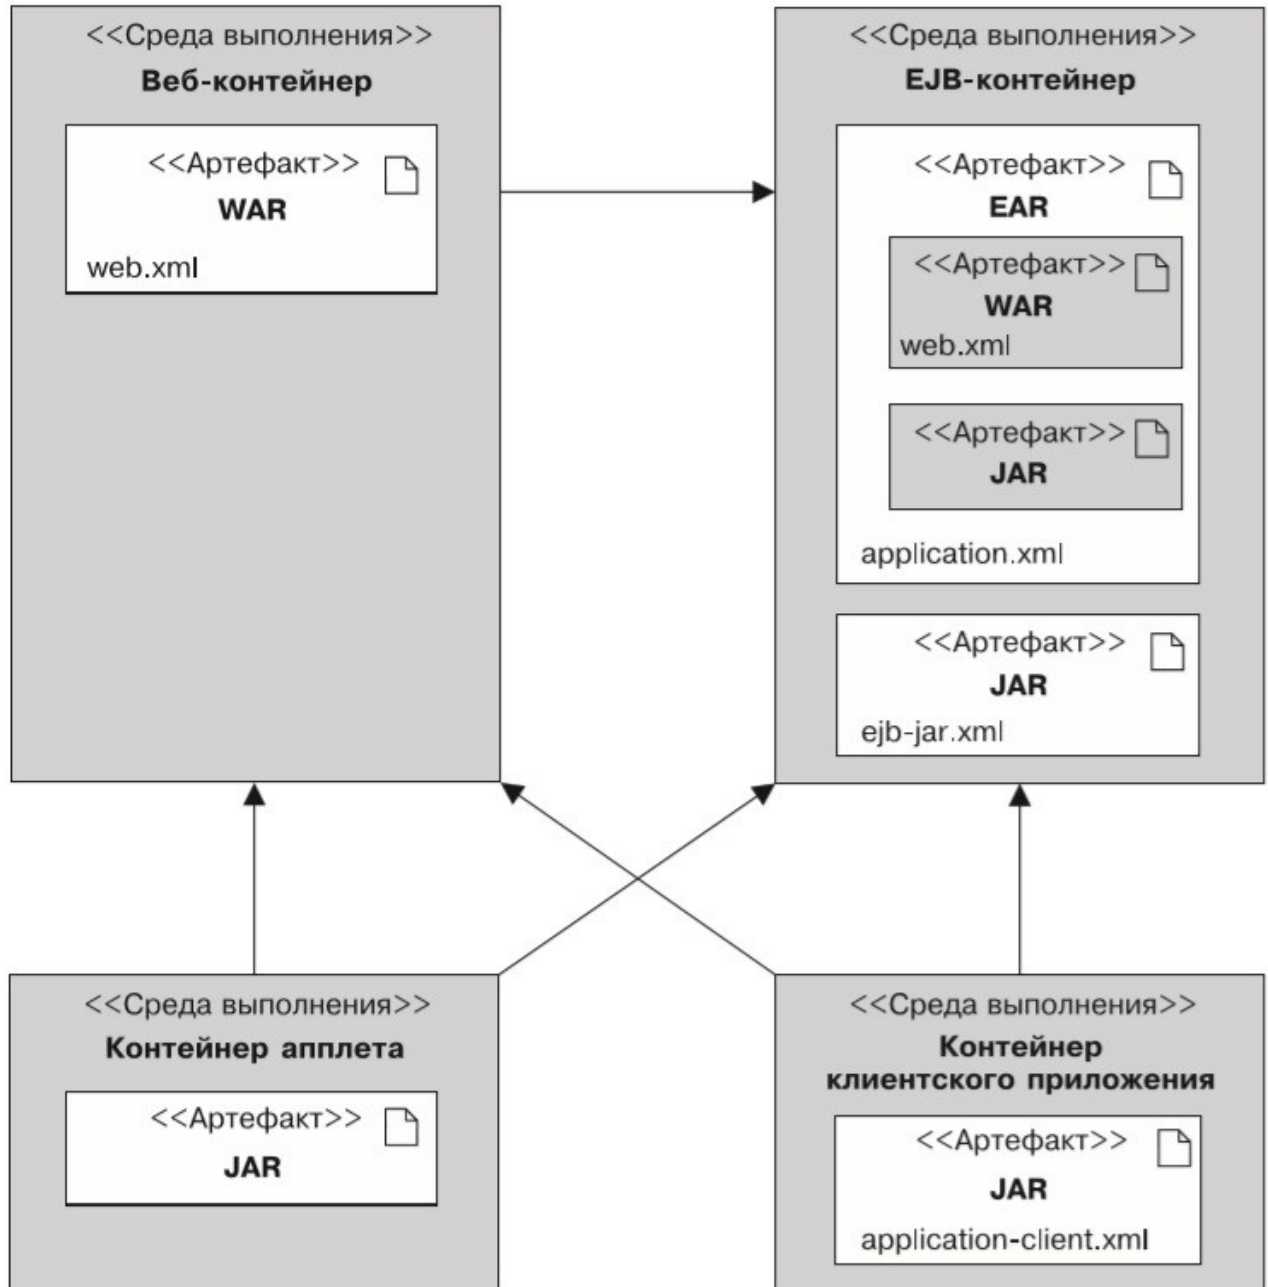 <<Среда выполнения>>
Веб-контейнер
<<Артефакт>>
WAR
web.xml
<<Среда выполнения>>
EJB-контейнер
<<Артефакт>>
EAR
<<Артефакт>>
WAR
web.xml
<<Артефакт>>
JAR
application.xml
<<Артефакт>>
JAR
ejb-jar.xml
<<Среда выполнения>>
Контейнер апплета
<<Артефакт>>
JAR
<<Среда выполнения>>
Контейнер
клиентского приложения
<<Артефакт>>
JAR
application-client.xml